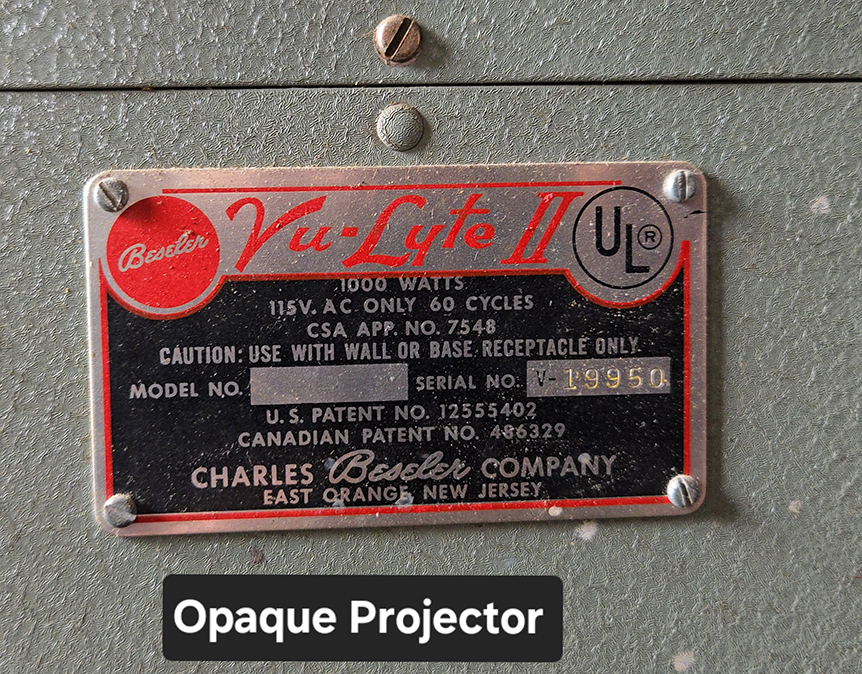 Beseler
Vu-Lyte II
UL®
1000 WATTS
115V. AC ONLY 60 CYCLES
CSA APP. NO. 7548
CAUTION: USE WITH WALL OR BASE RECEPTACLE ONLY
MODEL NO. SERIAL NO. V-19950
U.S. PATENT NO. 12555402
CANADIAN PATENT NO. 486329
CHARLES Beseler COMPANY
EAST ORANGE, NEW JERSEY
Opaque Projector